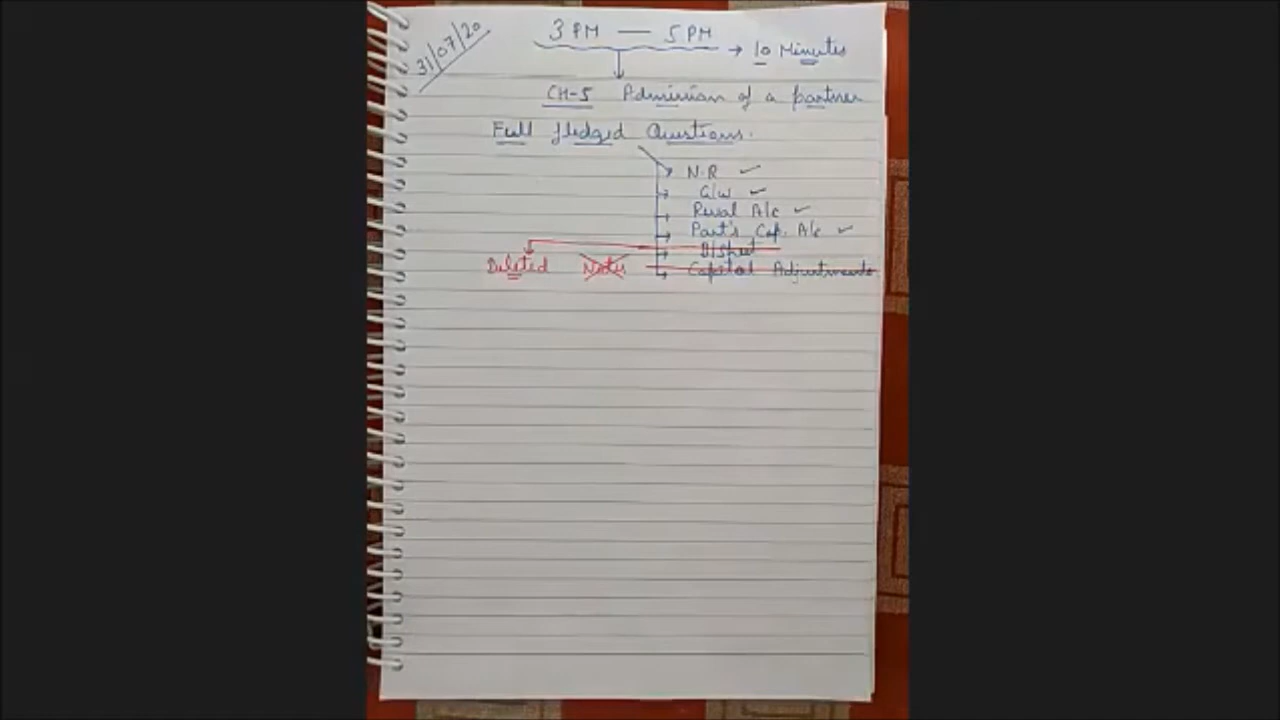 31/07/20
3 PM — 5 PM
→ 10 Minutes
CH-5 Admission of a partner
Full fledged Questions.
N.R ✓
G/w ✓
Reval A/c ✓
Part's Cap. A/c ✓
B/Sheet
Deleted Notes Capital Adjustments